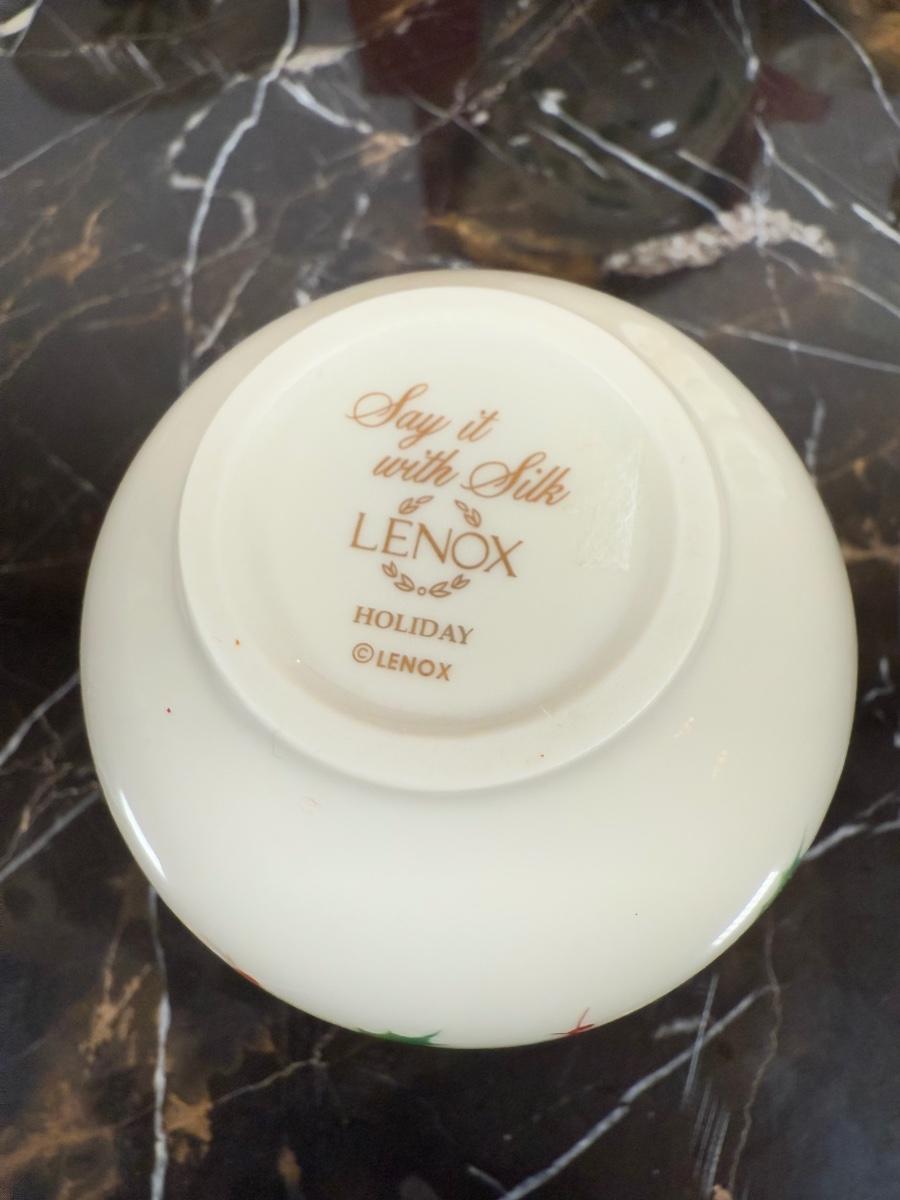 Say it
with Silk
LENOX
HOLIDAY
©LENOX